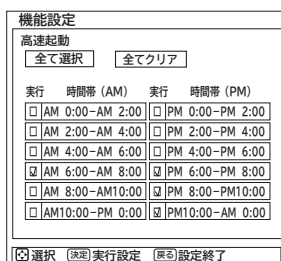 機能設定
高速起動
全て選択 全てクリア
実行 時間帯（AM） 実行 時間帯（PM）
□ AM 0:00-AM 2:00 □ PM 0:00-PM 2:00
□ AM 2:00-AM 4:00 □ PM 2:00-PM 4:00
□ AM 4:00-AM 6:00 □ PM 4:00-PM 6:00
☑ AM 6:00-AM 8:00 ☑ PM 6:00-PM 8:00
□ AM 8:00-AM10:00 ☑ PM 8:00-PM10:00
□ AM10:00-PM 0:00 ☑ PM10:00-AM 0:00
選択 決定 実行設定 戻る 設定終了